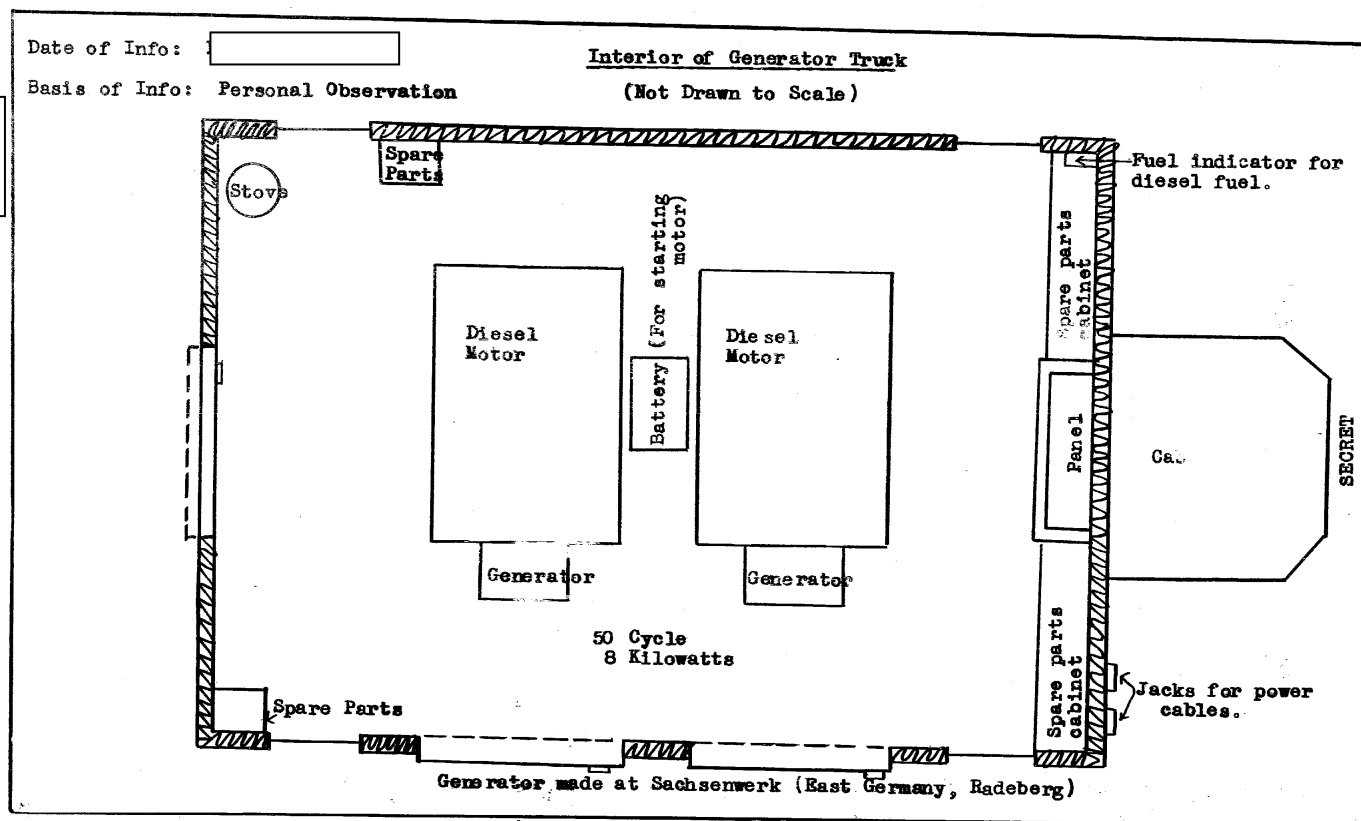 Date of Info:
Basis of Info: Personal Observation
Interior of Generator Truck
(Not Drawn to Scale)
Stove
Spare
Parts
Battery (For starting
motor)
Diesel
Motor
Diesel
Motor
Generator
Generator
50 Cycle
8 Kilowatts
Spare Parts
Spare parts
cabinet
Panel
Spare parts
cabinet
Fuel indicator for
diesel fuel.
Cab
SECRET
Jacks for power
cables.
Generator made at Sachsenwerk (East Germany, Radeberg)